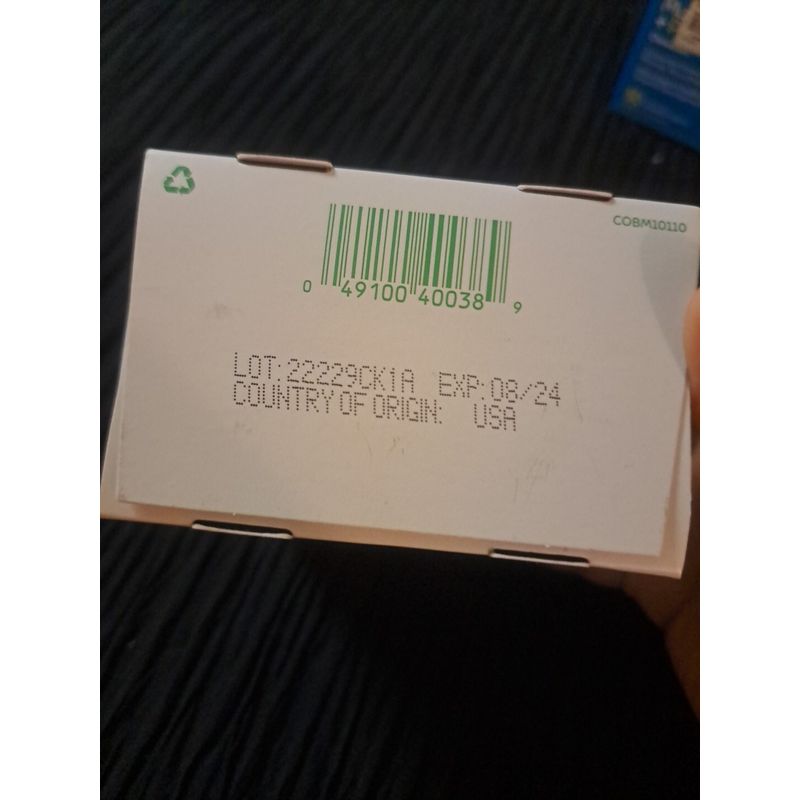 COBM10110
0 49100 40038 9
LOT:22229CK1A EXP:08/24
COUNTRY OF ORIGIN: USA